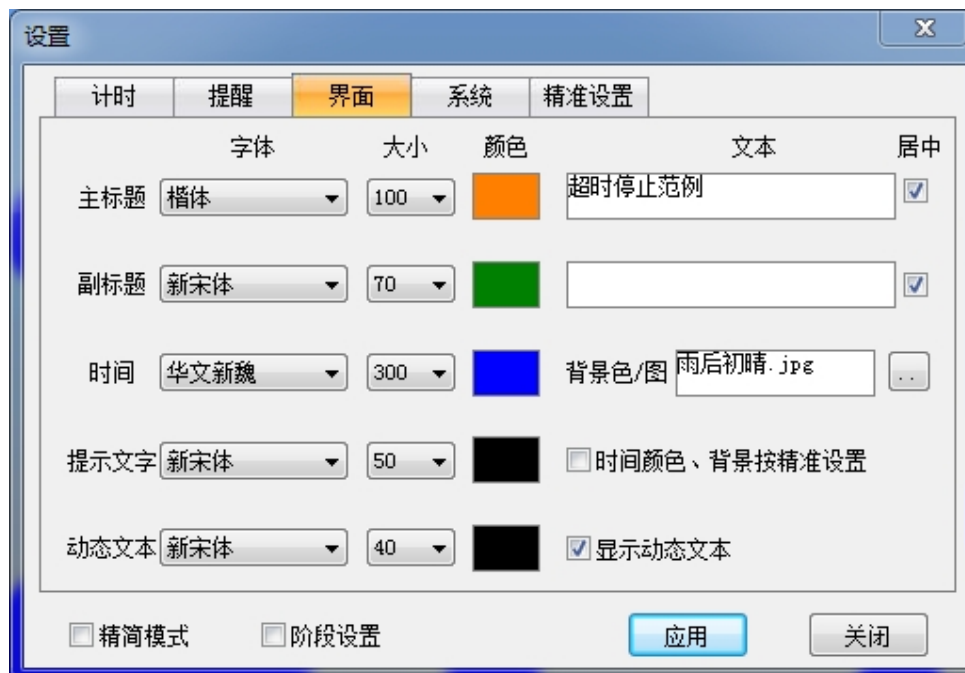 设置
计时 提醒 界面 系统 精准设置
字体 大小 颜色 文本 居中
主标题 楷体 100 超时停止范例
副标题 新宋体 70
时间 华文新魏 300 背景色/图 雨后初晴.jpg ..
提示文字 新宋体 50 时间颜色、背景按精准设置
动态文本 新宋体 40 显示动态文本
精简模式 阶段设置 应用 关闭